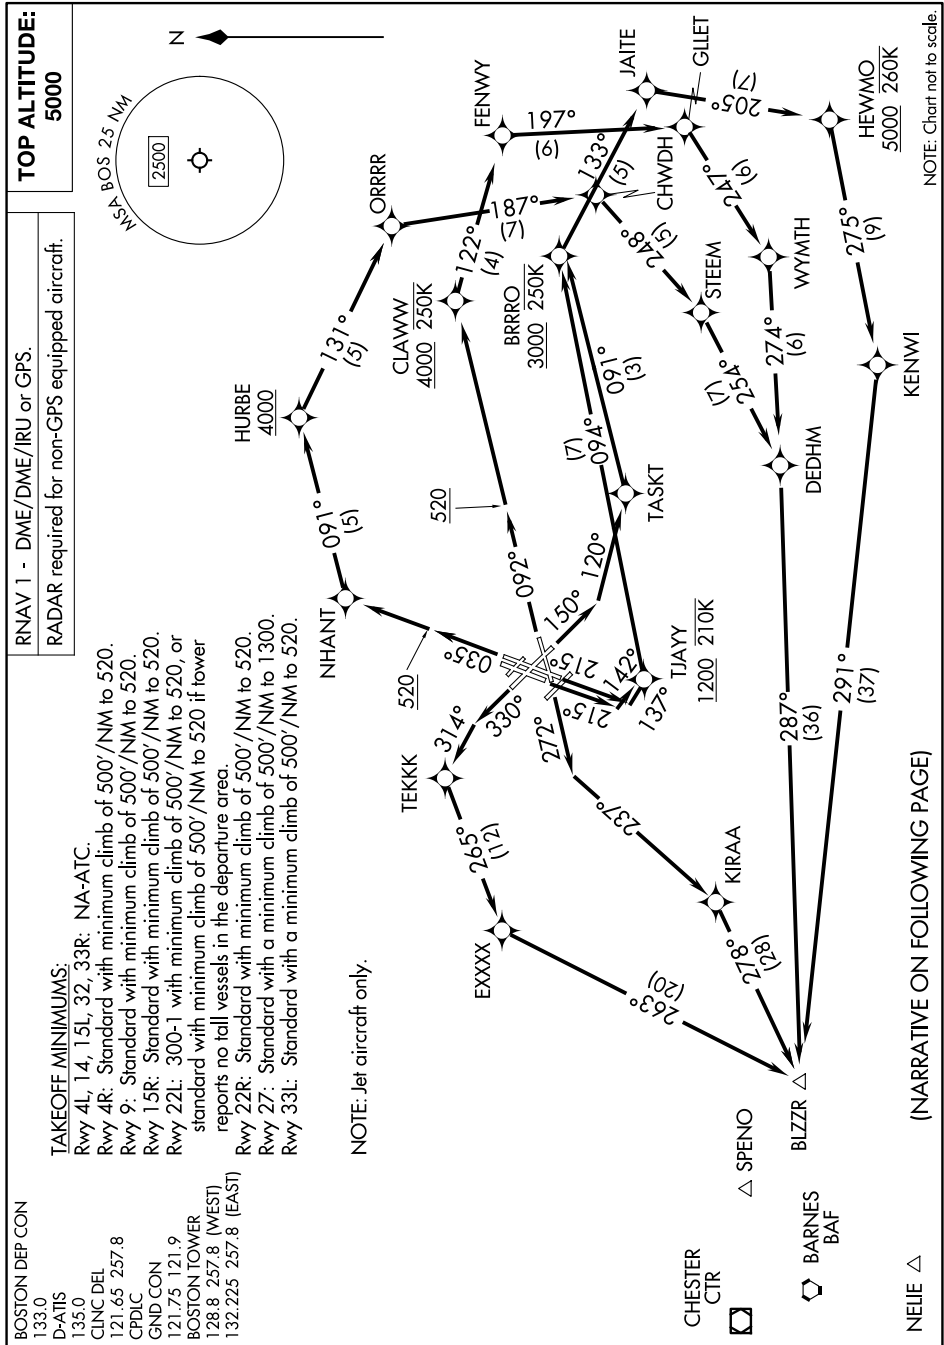 BOSTON DEP CON
133.0
D-ATIS
135.0
CLNC DEL
121.65 257.8
CPDLC
GND CON
121.75 121.9
BOSTON TOWER
128.8 257.8 (WEST)
132.225 257.8 (EAST)
RNAV 1 - DME/DME/IRU or GPS.
RADAR required for non-GPS equipped aircraft.
TOP ALTITUDE:
5000
TAKEOFF MINIMUMS:
Rwy 4L, 14, 15L, 32, 33R: NA-ATC.
Rwy 4R: Standard with minimum climb of 500'/NM to 520.
Rwy 9: Standard with minimum climb of 500'/NM to 520.
Rwy 15R: Standard with minimum climb of 500'/NM to 520.
Rwy 22L: 300-1 with minimum climb of 500'/NM to 520, or
standard with minimum climb of 500'/NM to 520 if tower
reports no tall vessels in the departure area.
Rwy 22R: Standard with minimum climb of 500'/NM to 520.
Rwy 27: Standard with a minimum climb of 500'/NM to 1300.
Rwy 33L: Standard with a minimum climb of 500'/NM to 520.
NOTE: Jet aircraft only.
MSA BOS 25 NM
2500
N
HURBE
4000
131°
(5)
ORRRR
091°
(5)
NHANT
520
035°
CLAWW
4000 250K
122°
(4)
FENWY
187°
(7)
197°
(6)
520
092°
BRRRO
3000 250K
133°
(5)
JAITE
CHWDH
GLLET
205°
(7)
TEKKK
314°
330°
150°
120°
TASKT
091°
(3)
094°
(7)
215°
215°
142°
137°
TJAYY
1200 210K
265°
(12)
EXXXX
272°
237°
KIRAA
248°
(5)
STEEM
247°
(6)
WYMTH
254°
(7)
274°
(6)
DEDHM
HEWMO
5000 260K
275°
(9)
KENWI
263°
(20)
278°
(28)
287°
(36)
291°
(37)
CHESTER
CTR
SPENO
BLZZR
BARNES
BAF
NELIE
(NARRATIVE ON FOLLOWING PAGE)
NOTE: Chart not to scale.